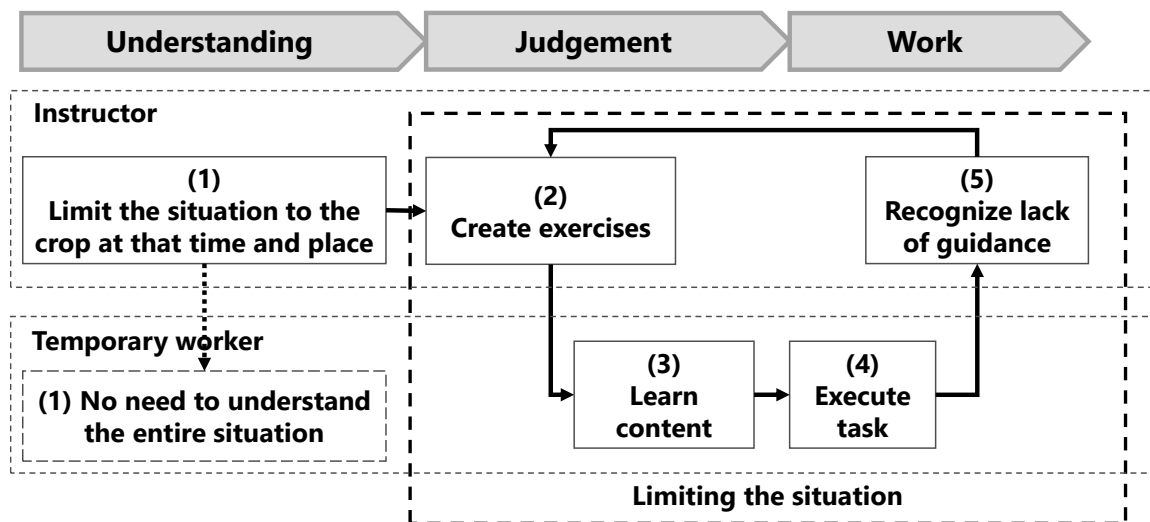 Understanding
Judgement
Work
Instructor
(1)
Limit the situation to the
crop at that time and place
(2)
Create exercises
(5)
Recognize lack
of guidance
Temporary worker
(1) No need to understand
the entire situation
(3)
Learn
content
(4)
Execute
task
Limiting the situation